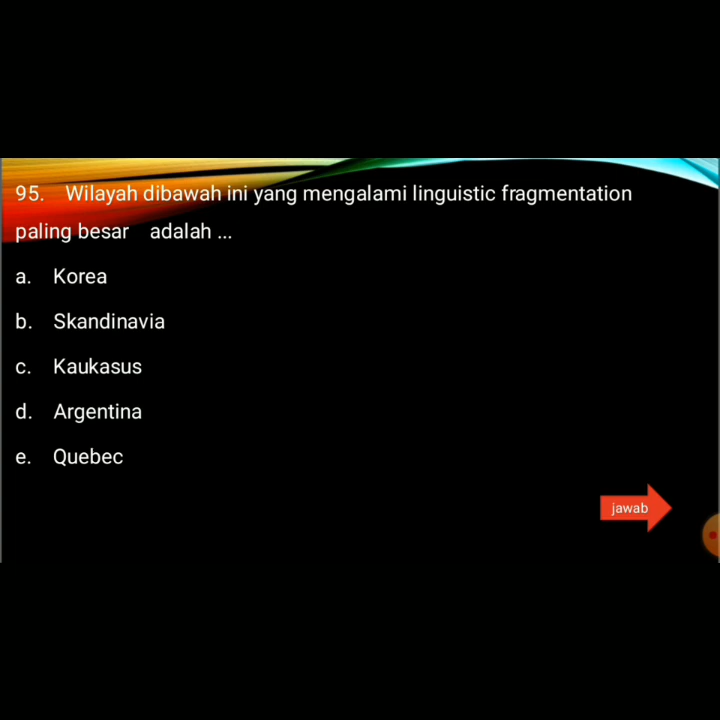 95. Wilayah dibawah ini yang mengalami linguistic fragmentation
paling besar adalah ...
a. Korea
b. Skandinavia
c. Kaukasus
d. Argentina
e. Quebec
jawab